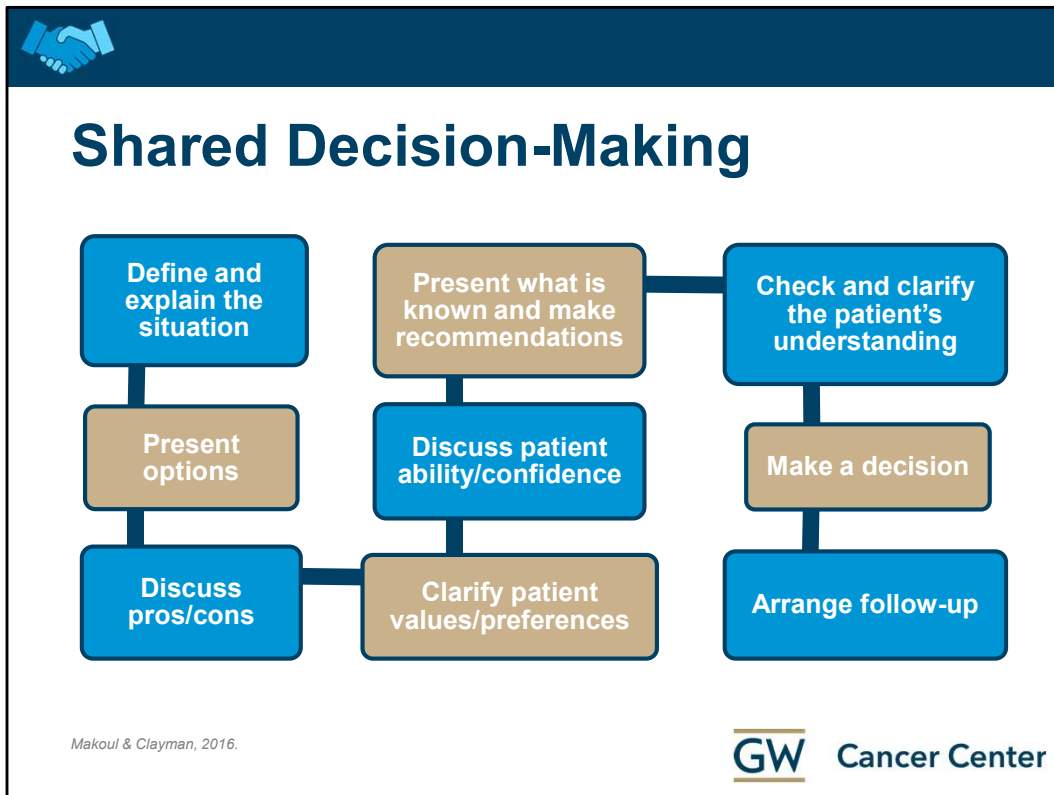 Shared Decision-Making
Define and
explain the
situation
Present
options
Discuss
pros/cons
Clarify patient
values/preferences
Discuss patient
ability/confidence
Present what is
known and make
recommendations
Check and clarify
the patient’s
understanding
Make a decision
Arrange follow-up
Makoul & Clayman, 2016.
GW Cancer Center